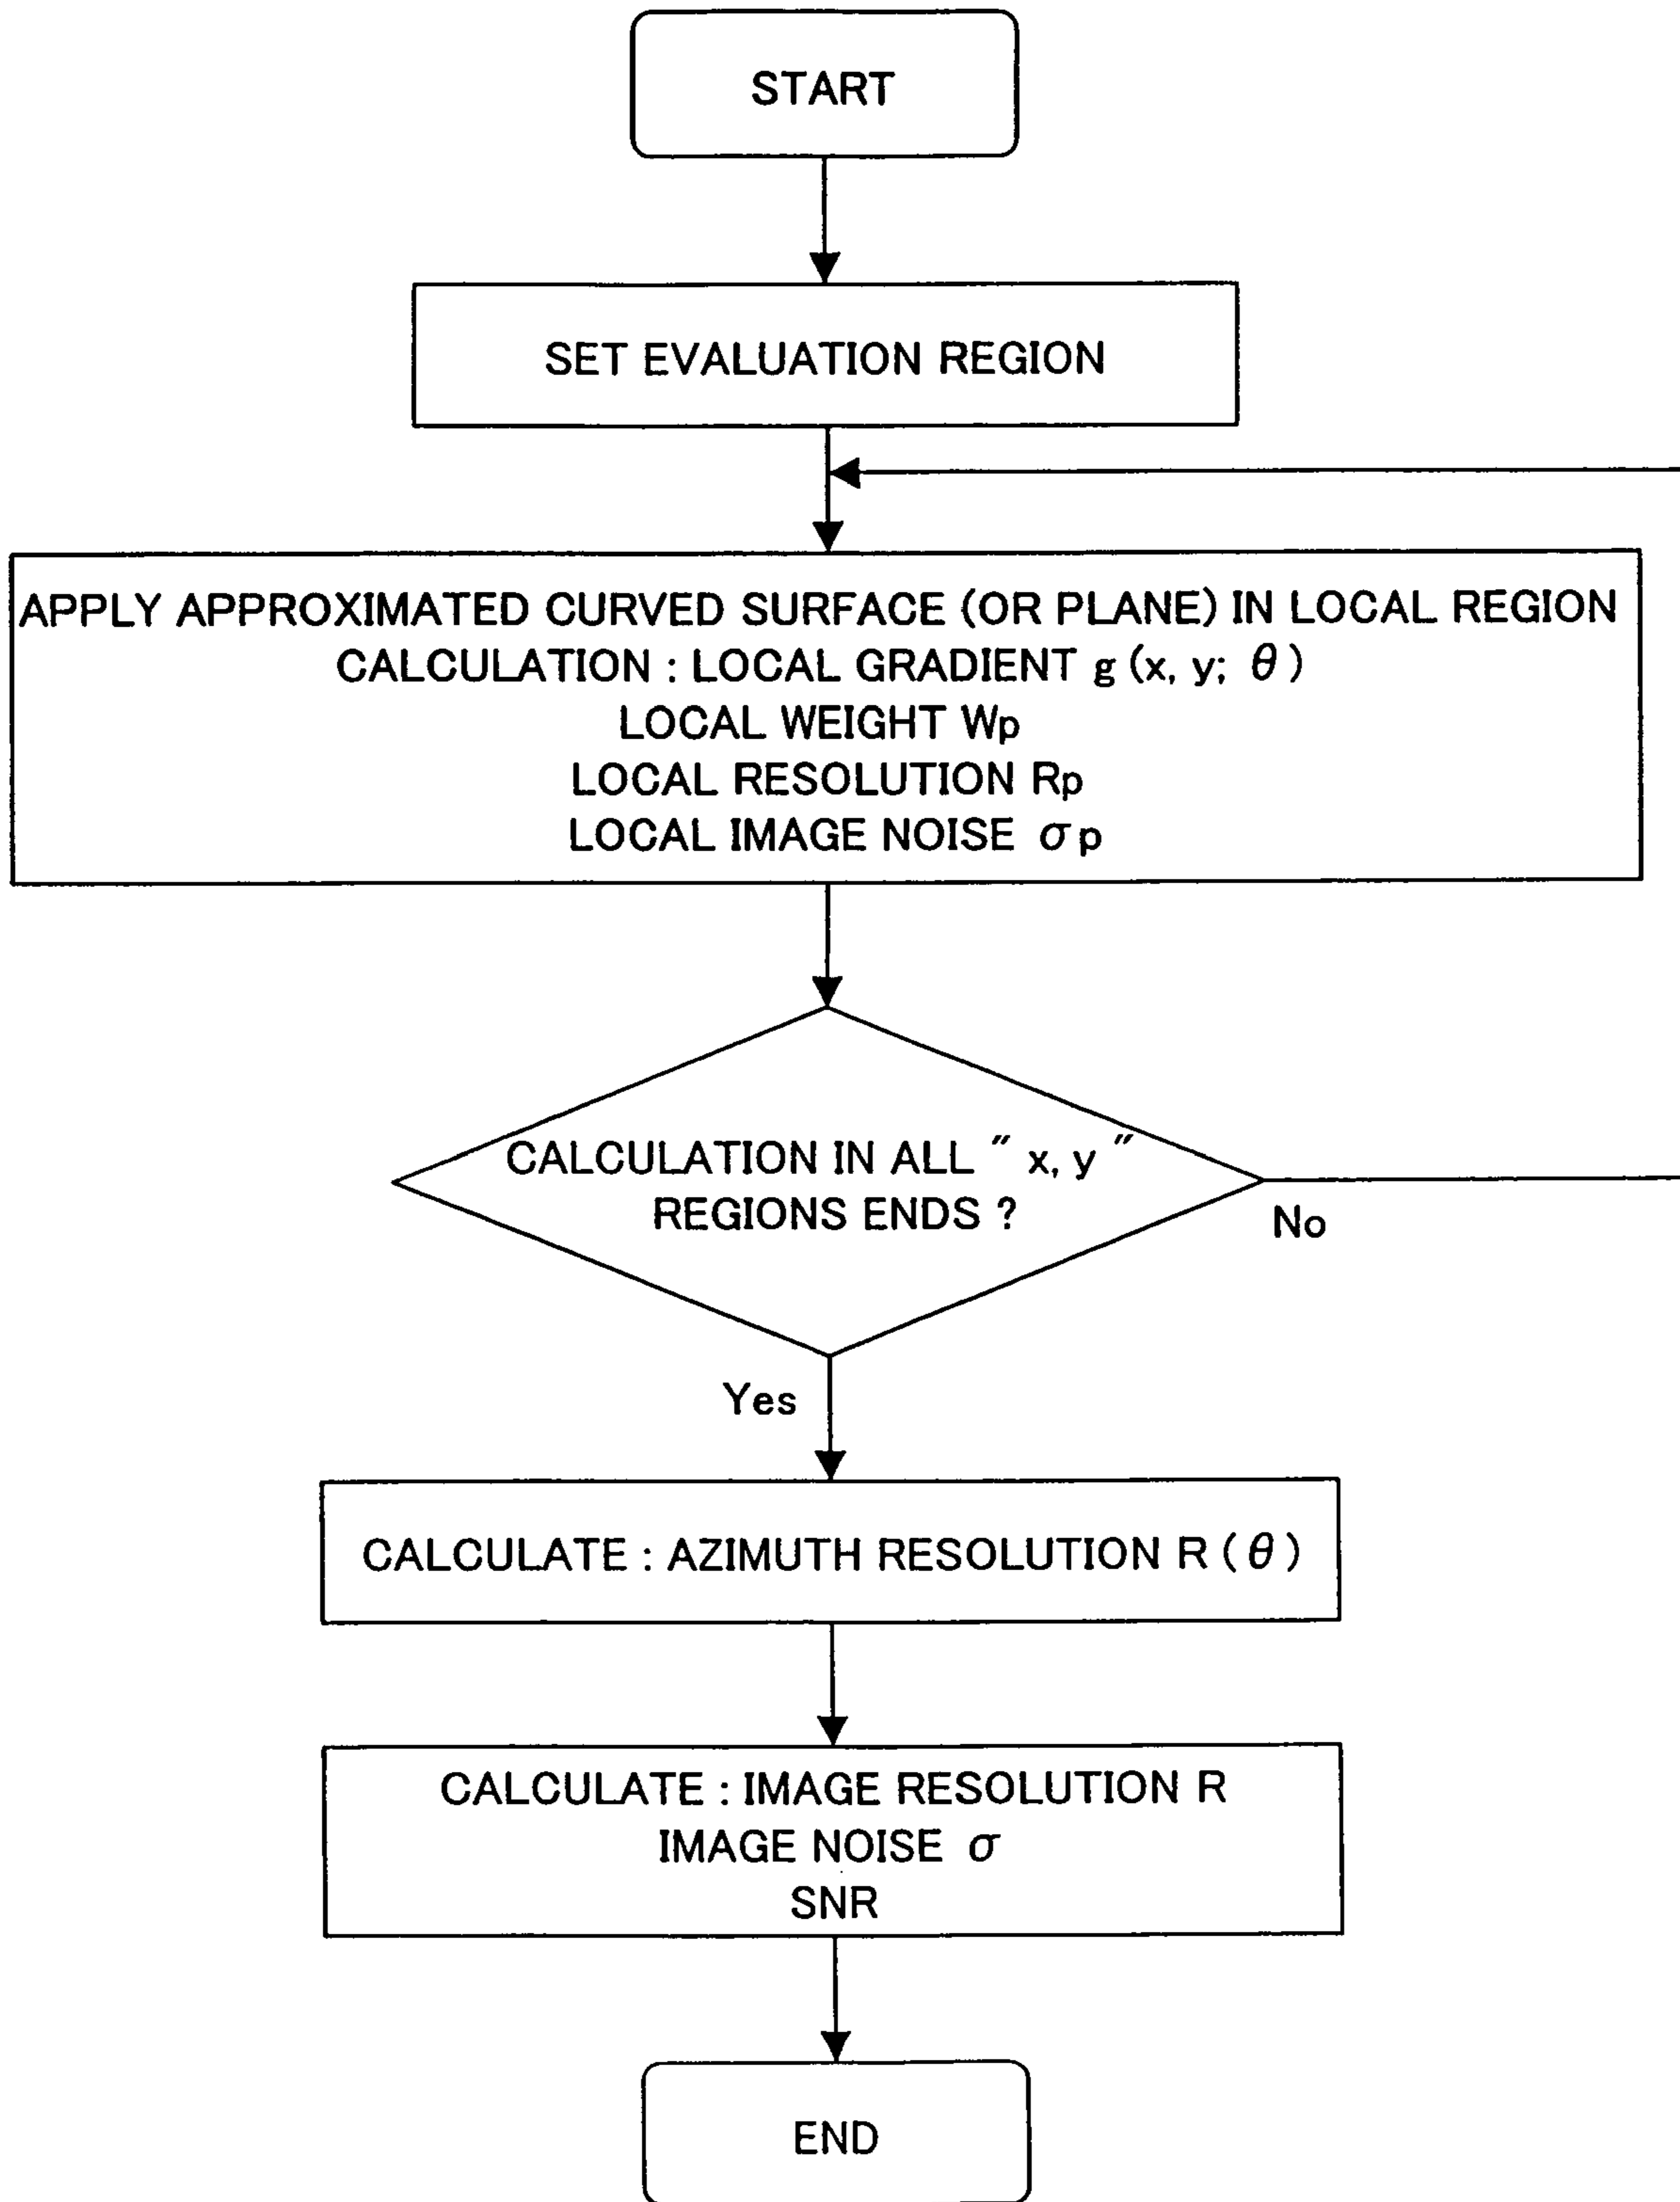 START
SET EVALUATION REGION
APPLY APPROXIMATED CURVED SURFACE (OR PLANE) IN LOCAL REGION
CALCULATION : LOCAL GRADIENT g (x, y; θ)
LOCAL WEIGHT Wp
LOCAL RESOLUTION Rp
LOCAL IMAGE NOISE σp
CALCULATION IN ALL " x, y "
REGIONS ENDS ?
No
Yes
CALCULATE : AZIMUTH RESOLUTION R (θ)
CALCULATE : IMAGE RESOLUTION R
IMAGE NOISE σ
SNR
END